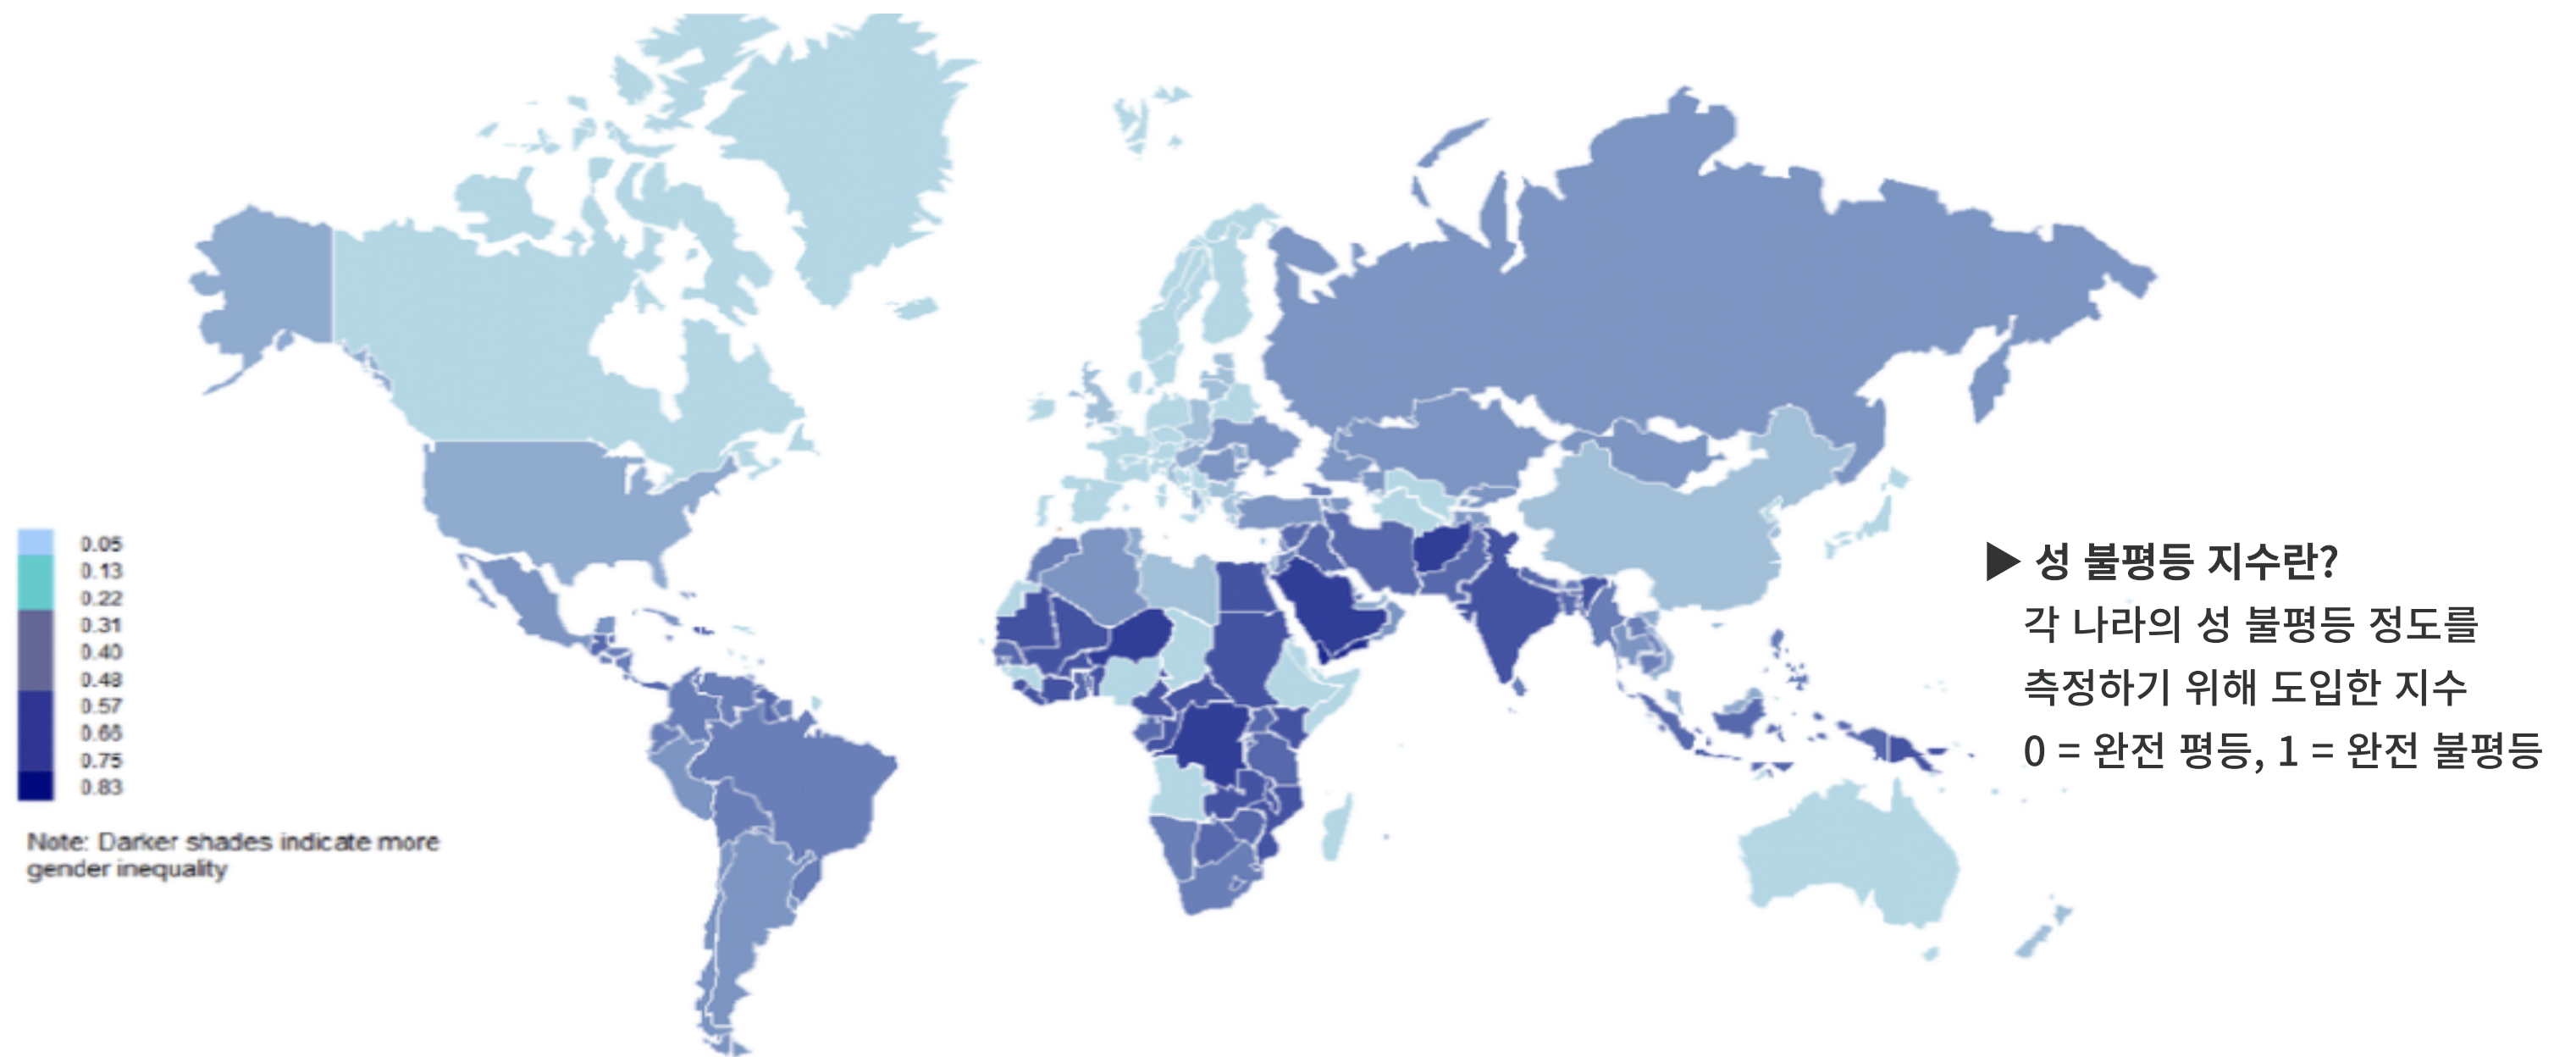 0.05
0.13
0.22
0.31
0.40
0.48
0.57
0.66
0.75
0.83
Note: Darker shades indicate more
gender inequality
▶ 성 불평등 지수란?
각 나라의 성 불평등 정도를
측정하기 위해 도입한 지수
0 = 완전 평등, 1 = 완전 불평등